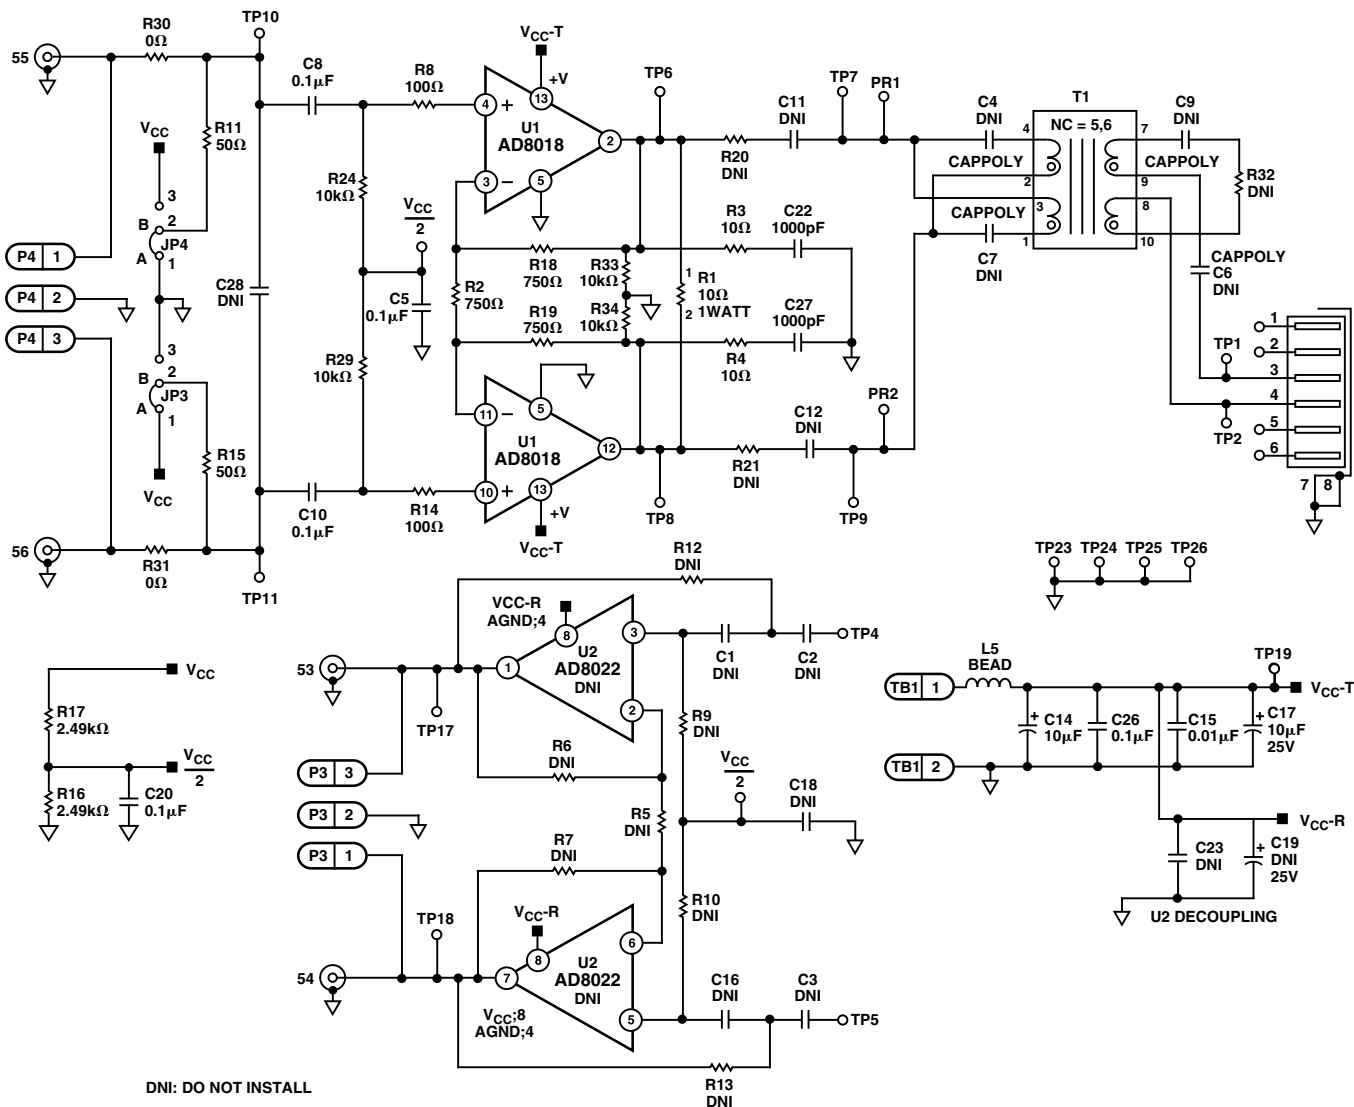 TP10
R30
0Ω
55
C8
0.1µF
R8
100Ω
VCC-T
+V
4
+
13
U1
AD8018
2
3
–
5
TP6
C11
DNI
R20
DNI
TP7
PR1
C4
DNI
T1
NC = 5,6
4
CAPPOLY
2
3
CAPPOLY
1
7
CAPPOLY
9
8
10
C9
DNI
R32
DNI
C7
DNI
CAPPOLY
C6
DNI
VCC
R11
50Ω
3
B
2
JP4
A
1
P4 1
P4 2
P4 3
C28
DNI
3
B
2
JP3
A
1
VCC
R15
50Ω
R24
10kΩ
VCC
2
C5
0.1µF
R29
10kΩ
R2
750Ω
R18
750Ω
R19
750Ω
R33
10kΩ
R34
10kΩ
R3
10Ω
C22
1000pF
1
R1
10Ω
2
1WATT
C27
1000pF
R4
10Ω
TP1
TP2
1
2
3
4
5
6
7
8
11
–
5
U1
AD8018
12
10
+
13
+V
VCC-T
C12
DNI
PR2
R21
DNI
TP8
TP9
C10
0.1µF
R14
100Ω
56
R31
0Ω
TP11
R12
DNI
TP23
TP24
TP25
TP26
VCC-R
AGND;4
8
3
U2
AD8022
DNI
1
2
C1
DNI
C2
DNI
TP4
53
TP17
R9
DNI
R6
DNI
P3 3
P3 2
P3 1
R5
DNI
VCC
2
C18
DNI
R7
DNI
R10
DNI
VCC
R17
2.49kΩ
VCC
2
R16
2.49kΩ
C20
0.1µF
L5
BEAD
TP19
TB1 1
VCC-T
C14
+
10µF
C26
0.1µF
C15
0.01µF
+
C17
10µF
25V
TB1 2
VCC-R
C23
DNI
+
C19
DNI
25V
U2 DECOUPLING
TP18
VCC-R
8
6
U2
AD8022
DNI
7
5
54
VCC;8
AGND;4
C16
DNI
C3
DNI
TP5
R13
DNI
DNI: DO NOT INSTALL